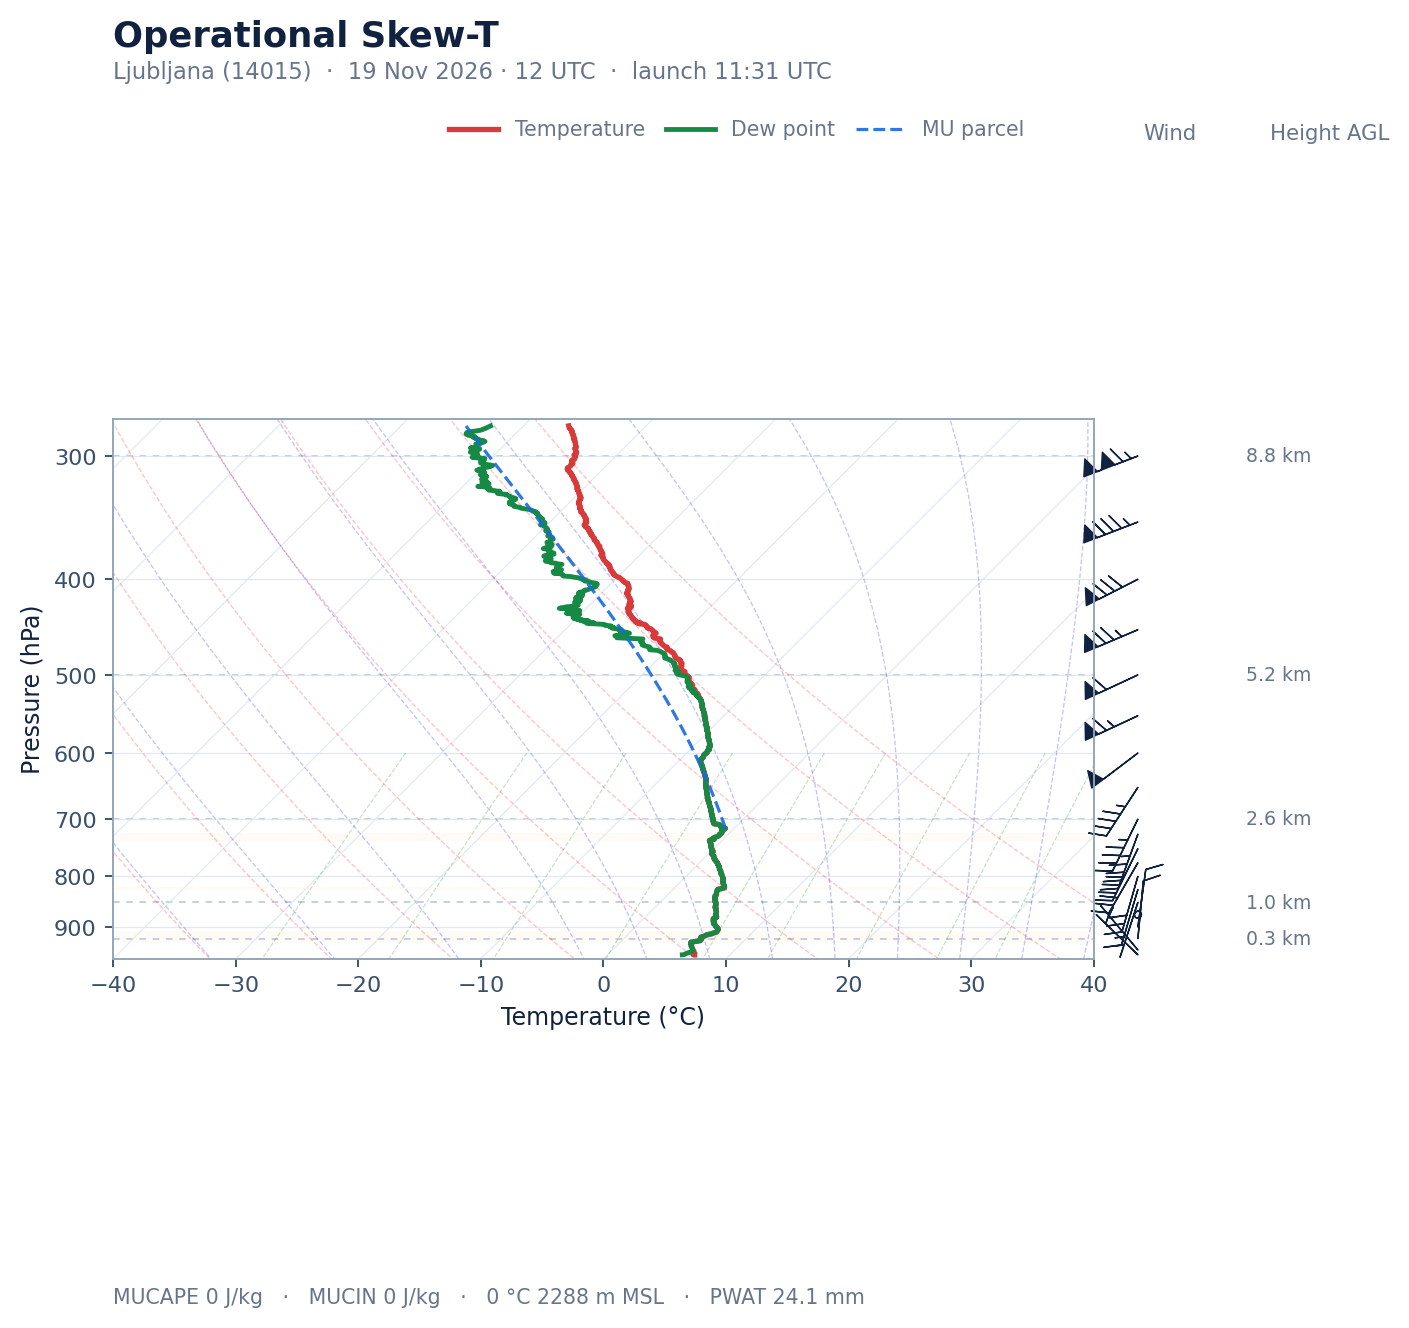 Operational Skew-T
Ljubljana (14015)  ·  19 Nov 2026 · 12 UTC  ·  launch 11:31 UTC
Temperature Dew point MU parcel Wind Height AGL
300 8.8 km
400
500 5.2 km
600
700 2.6 km
800
1.0 km
900
0.3 km
Pressure (hPa)
−40 −30 −20 −10 0 10 20 30 40
Temperature (°C)
MUCAPE 0 J/kg  ·  MUCIN 0 J/kg  ·  0 °C 2288 m MSL  ·  PWAT 24.1 mm